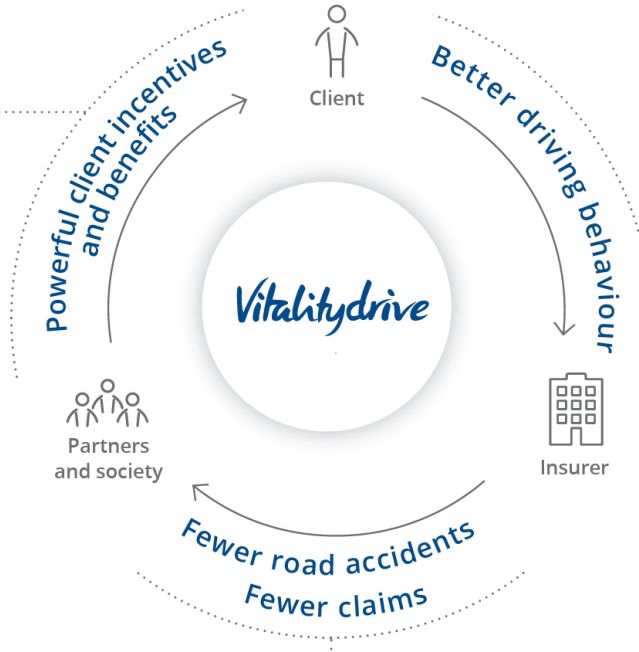 Client
Better driving behaviour
Powerful client incentives
and benefits
Vitalitydrive
Insurer
Partners
and society
Fewer road accidents
Fewer claims